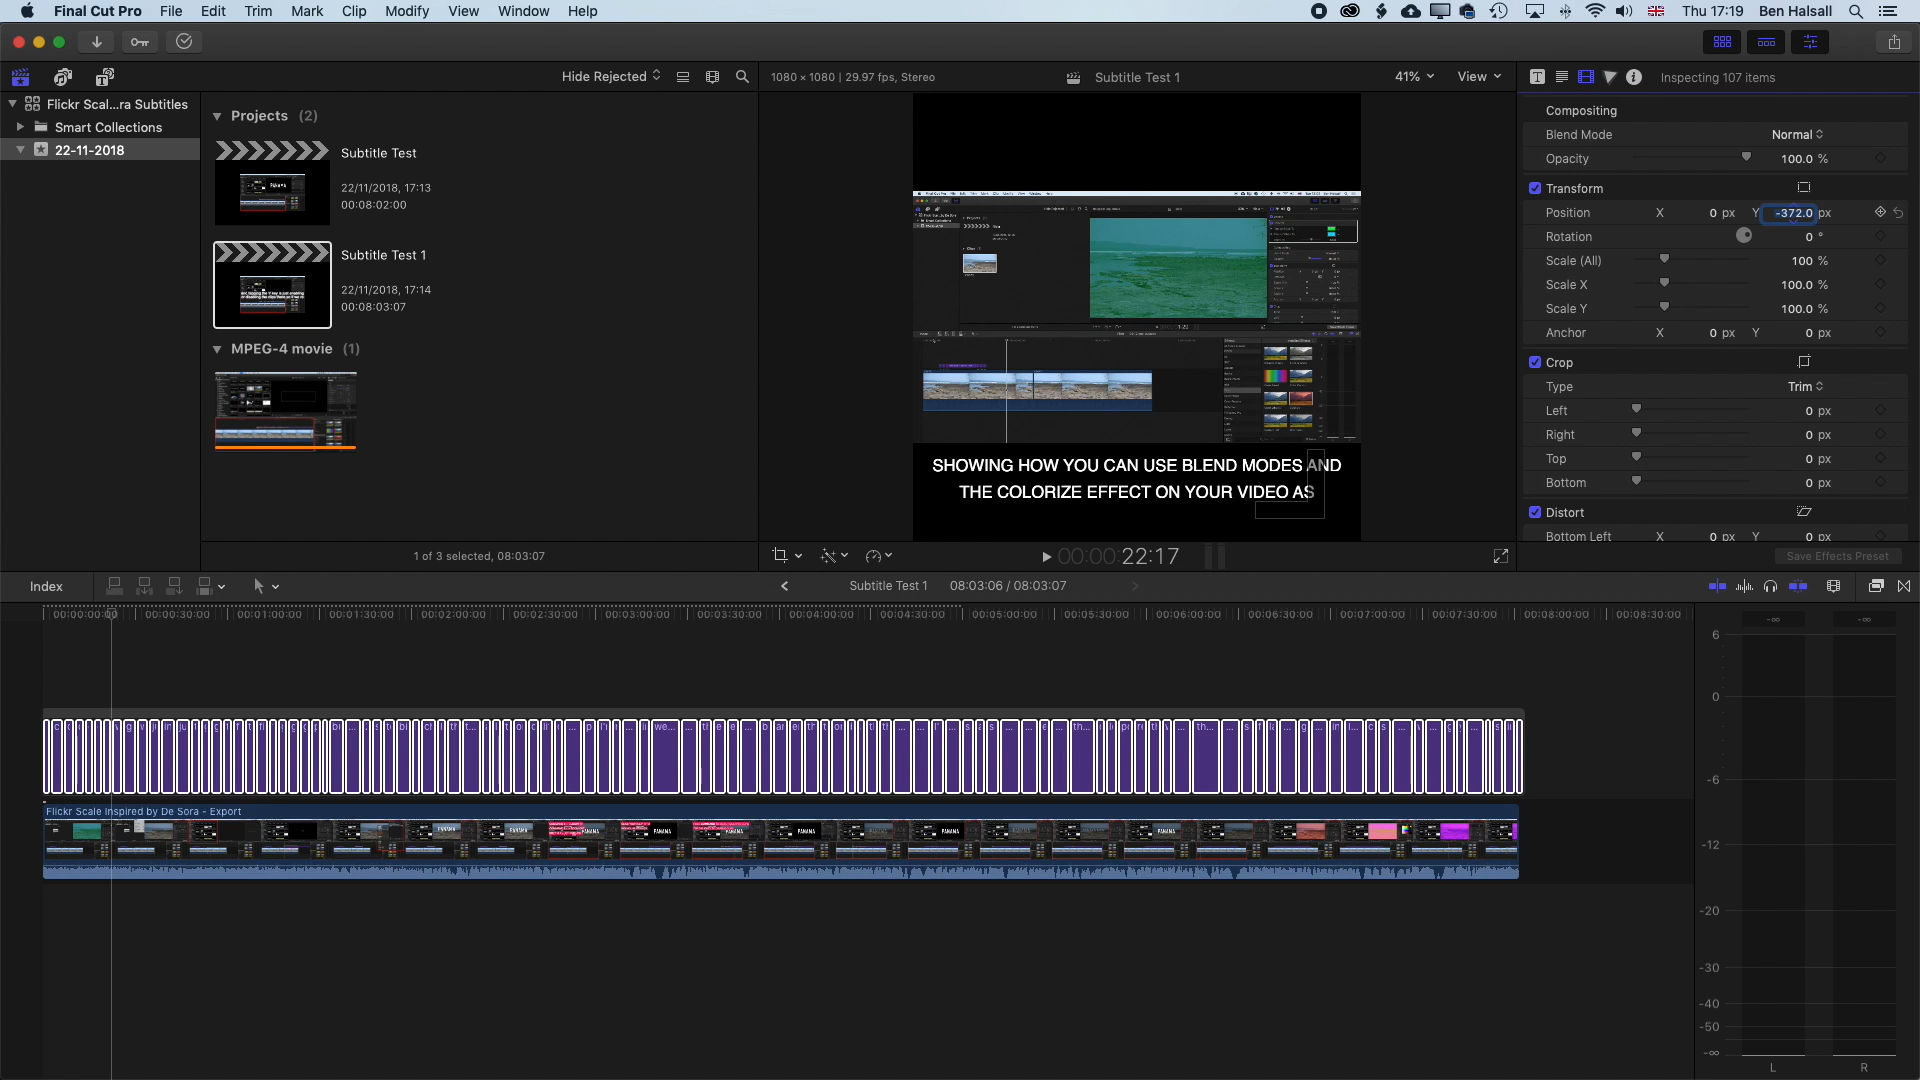 Final Cut Pro File Edit Trim Mark Clip Modify View Window Help Thu 17:19 Ben Halsall
Hide Rejected
1080 × 1080 | 29.97 fps, Stereo
Subtitle Test 1
41% View
Inspecting 107 items
Flickr Scal...ra Subtitles
Smart Collections
22-11-2018
Projects (2)
Subtitle Test
22/11/2018, 17:13
00:08:02:00
Subtitle Test 1
22/11/2018, 17:14
00:08:03:07
MPEG-4 movie (1)
1 of 3 selected, 08:03:07
SHOWING HOW YOU CAN USE BLEND MODES AND
THE COLORIZE EFFECT ON YOUR VIDEO AS
00:00:22:17
Compositing
Blend Mode Normal
Opacity 100.0 %
Transform
Position X 0 px Y -372.0 px
Rotation 0 °
Scale (All) 100 %
Scale X 100.0 %
Scale Y 100.0 %
Anchor X 0 px Y 0 px
Crop
Type Trim
Left 0 px
Right 0 px
Top 0 px
Bottom 0 px
Distort
Bottom Left X 0 px Y 0 px
Save Effects Preset
Index
Subtitle Test 1 08:03:06 / 08:03:07
00:00:00:00 00:00:30:00 00:01:00:00 00:01:30:00 00:02:00:00 00:02:30:00 00:03:00:00 00:03:30:00 00:04:00:00 00:04:30:00 00:05:00:00 00:05:30:00 00:06:00:00 00:06:30:00 00:07:00:00 00:07:30:00 00:08:00:00 00:08:30:00
Flickr Scale Inspired by De Sora - Export
-∞ -∞
6
0
-6
-12
-20
-30
-40
-50
-∞
L R